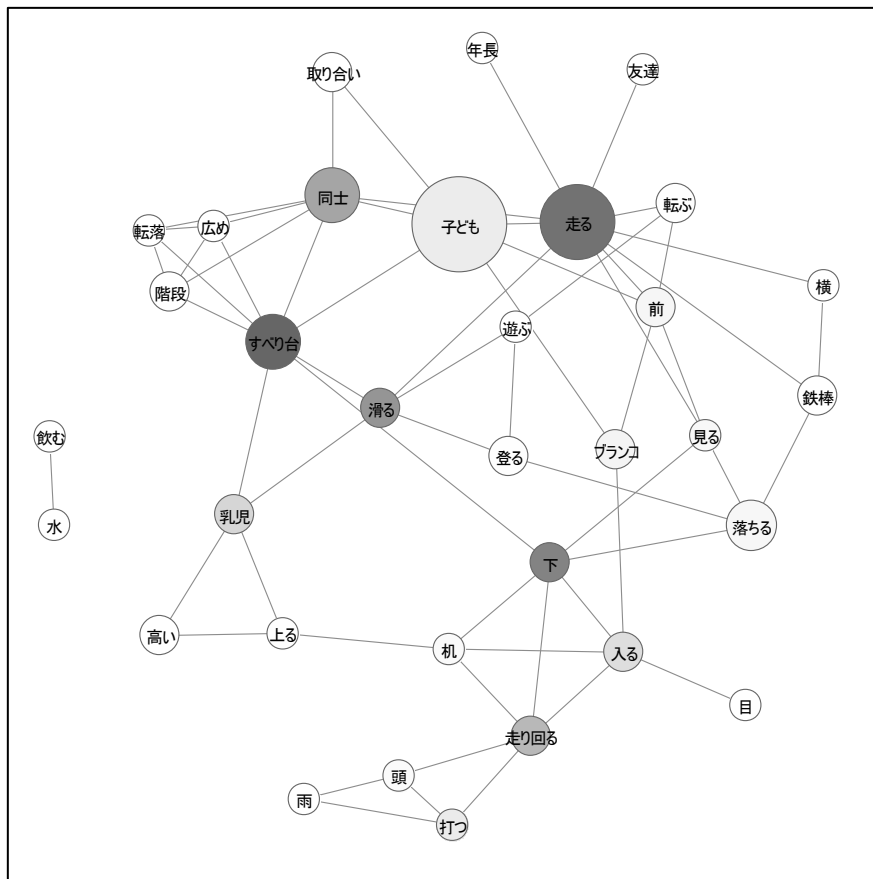 年長
友達
取り合い
同士
転ぶ
走る
子ども
広め
転落
横
階段
前
遊ぶ
すべり台
鉄棒
滑る
見る
飲む
ブランコ
登る
乳児
水
落ちる
下
上る
高い
机
入る
目
走り回る
頭
雨
打つ